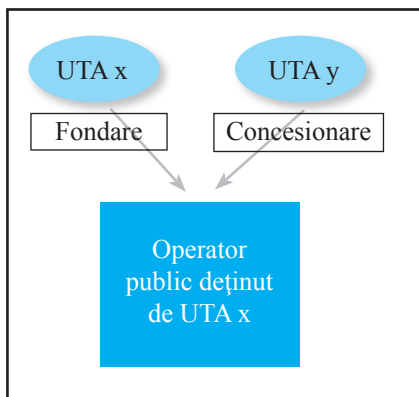 UTA x
UTA y
Fondare
Concesionare
Operator
public deţinut
de UTA x